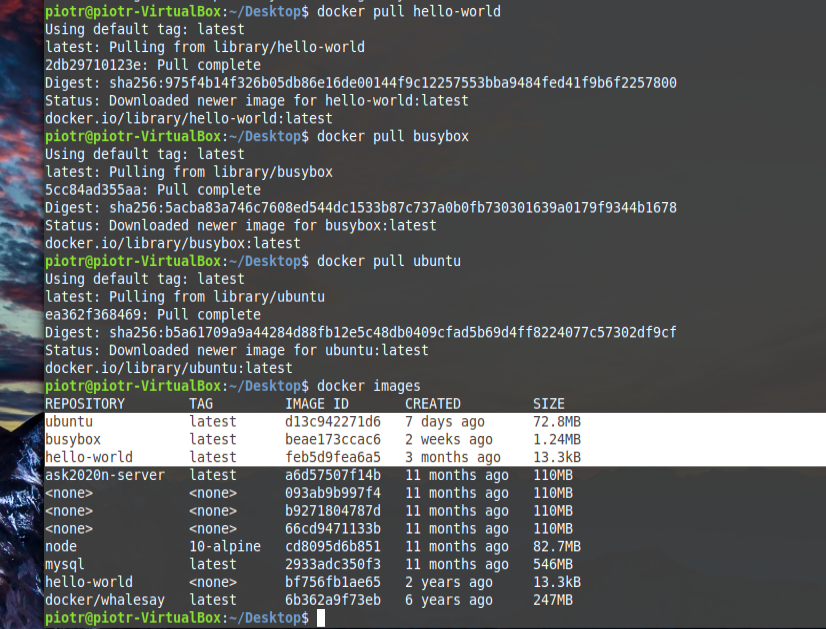 piotr@piotr-VirtualBox:~/Desktop$ docker pull hello-world
Using default tag: latest
latest: Pulling from library/hello-world
2db29710123e: Pull complete
Digest: sha256:975f4b14f326b05db86e16de00144f9c12257553bba9484fed41f9b6f2257800
Status: Downloaded newer image for hello-world:latest
docker.io/library/hello-world:latest
piotr@piotr-VirtualBox:~/Desktop$ docker pull busybox
Using default tag: latest
latest: Pulling from library/busybox
5cc84ad355aa: Pull complete
Digest: sha256:5acba83a746c7608ed544dc1533b87c737a0b0fb730301639a0179f9344b1678
Status: Downloaded newer image for busybox:latest
docker.io/library/busybox:latest
piotr@piotr-VirtualBox:~/Desktop$ docker pull ubuntu
Using default tag: latest
latest: Pulling from library/ubuntu
ea362f368469: Pull complete
Digest: sha256:b5a61709a9a44284d88fb12e5c48db0409cfad5b69d4ff8224077c57302df9cf
Status: Downloaded newer image for ubuntu:latest
docker.io/library/ubuntu:latest
piotr@piotr-VirtualBox:~/Desktop$ docker images
REPOSITORY TAG IMAGE ID CREATED SIZE
ubuntu latest d13c942271d6 7 days ago 72.8MB
busybox latest beae173ccac6 2 weeks ago 1.24MB
hello-world latest feb5d9fea6a5 3 months ago 13.3kB
ask2020n-server latest a6d57507f14b 11 months ago 110MB
<none> <none> 093ab9b997f4 11 months ago 110MB
<none> <none> b9271804787d 11 months ago 110MB
<none> <none> 66cd9471133b 11 months ago 110MB
node 10-alpine cd8095d6b851 11 months ago 82.7MB
mysql latest 2933adc350f3 11 months ago 546MB
hello-world <none> bf756fb1ae65 2 years ago 13.3kB
docker/whalesay latest 6b362a9f73eb 6 years ago 247MB
piotr@piotr-VirtualBox:~/Desktop$